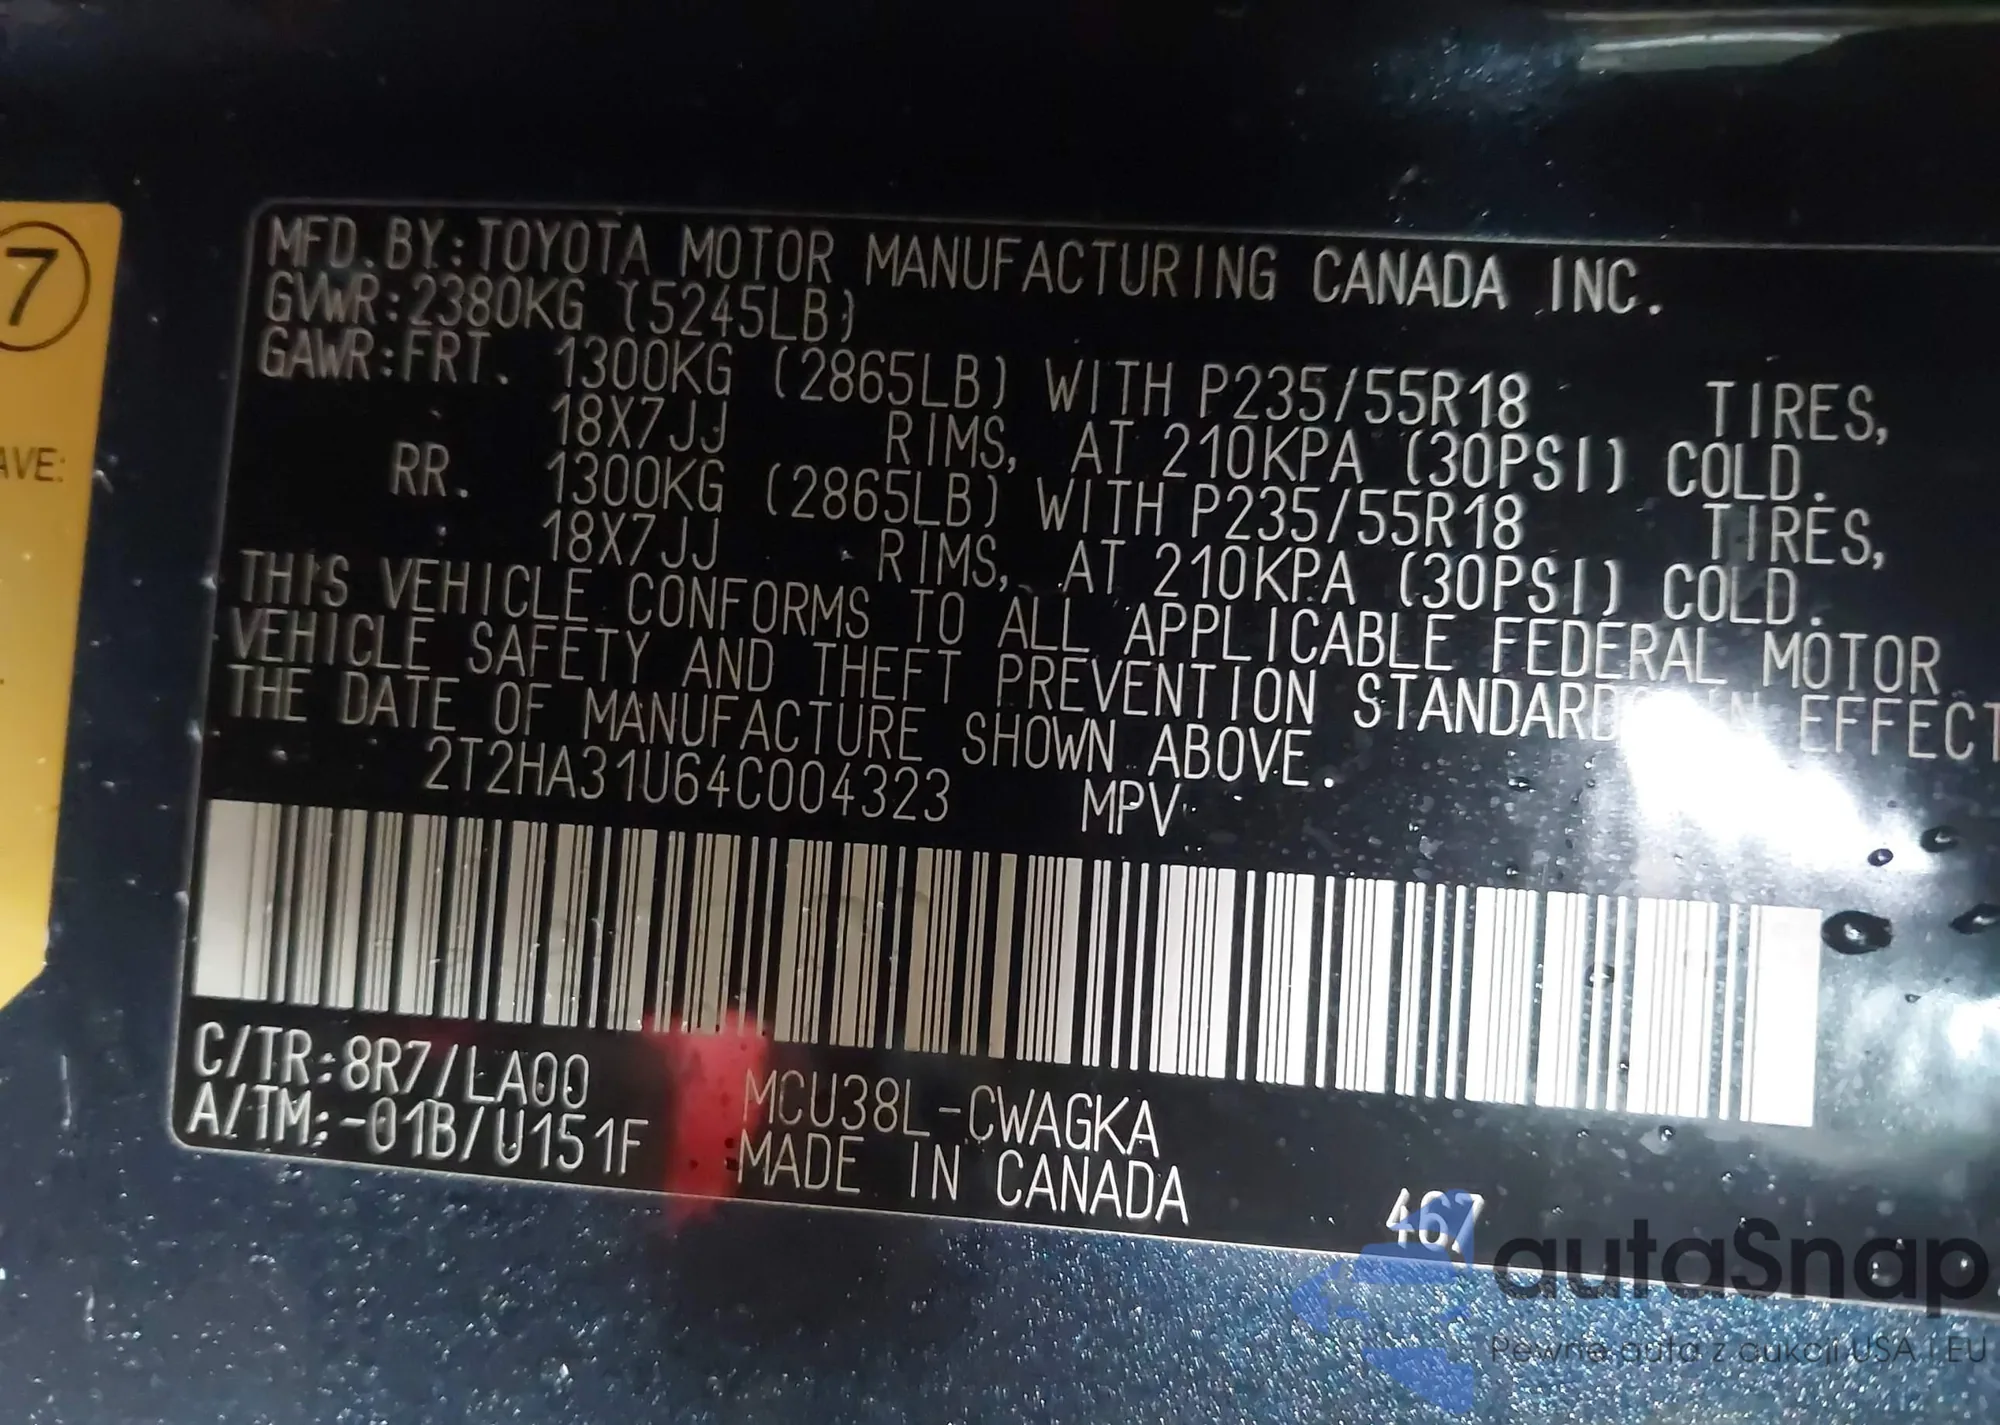 7
AVE:
MFD. BY: TOYOTA MOTOR MANUFACTURING CANADA INC.
GVWR: 2380KG (5245LB)
GAWR: FRT. 1300KG (2865LB) WITH P235/55R18 TIRES,
18X7JJ RIMS, AT 210KPA (30PSI) COLD.
RR. 1300KG (2865LB) WITH P235/55R18 TIRES,
18X7JJ RIMS, AT 210KPA (30PSI) COLD.
THIS VEHICLE CONFORMS TO ALL APPLICABLE FEDERAL MOTOR
VEHICLE SAFETY AND THEFT PREVENTION STANDARDS IN EFFECT
THE DATE OF MANUFACTURE SHOWN ABOVE.
2T2HA31U64C004323 MPV
C/TR: 8R7/LA00 MCU38L-CWAGKA
A/TM: -01B/U151F MADE IN CANADA
467
autaSnap
Pewne auta z aukcji USA i EU